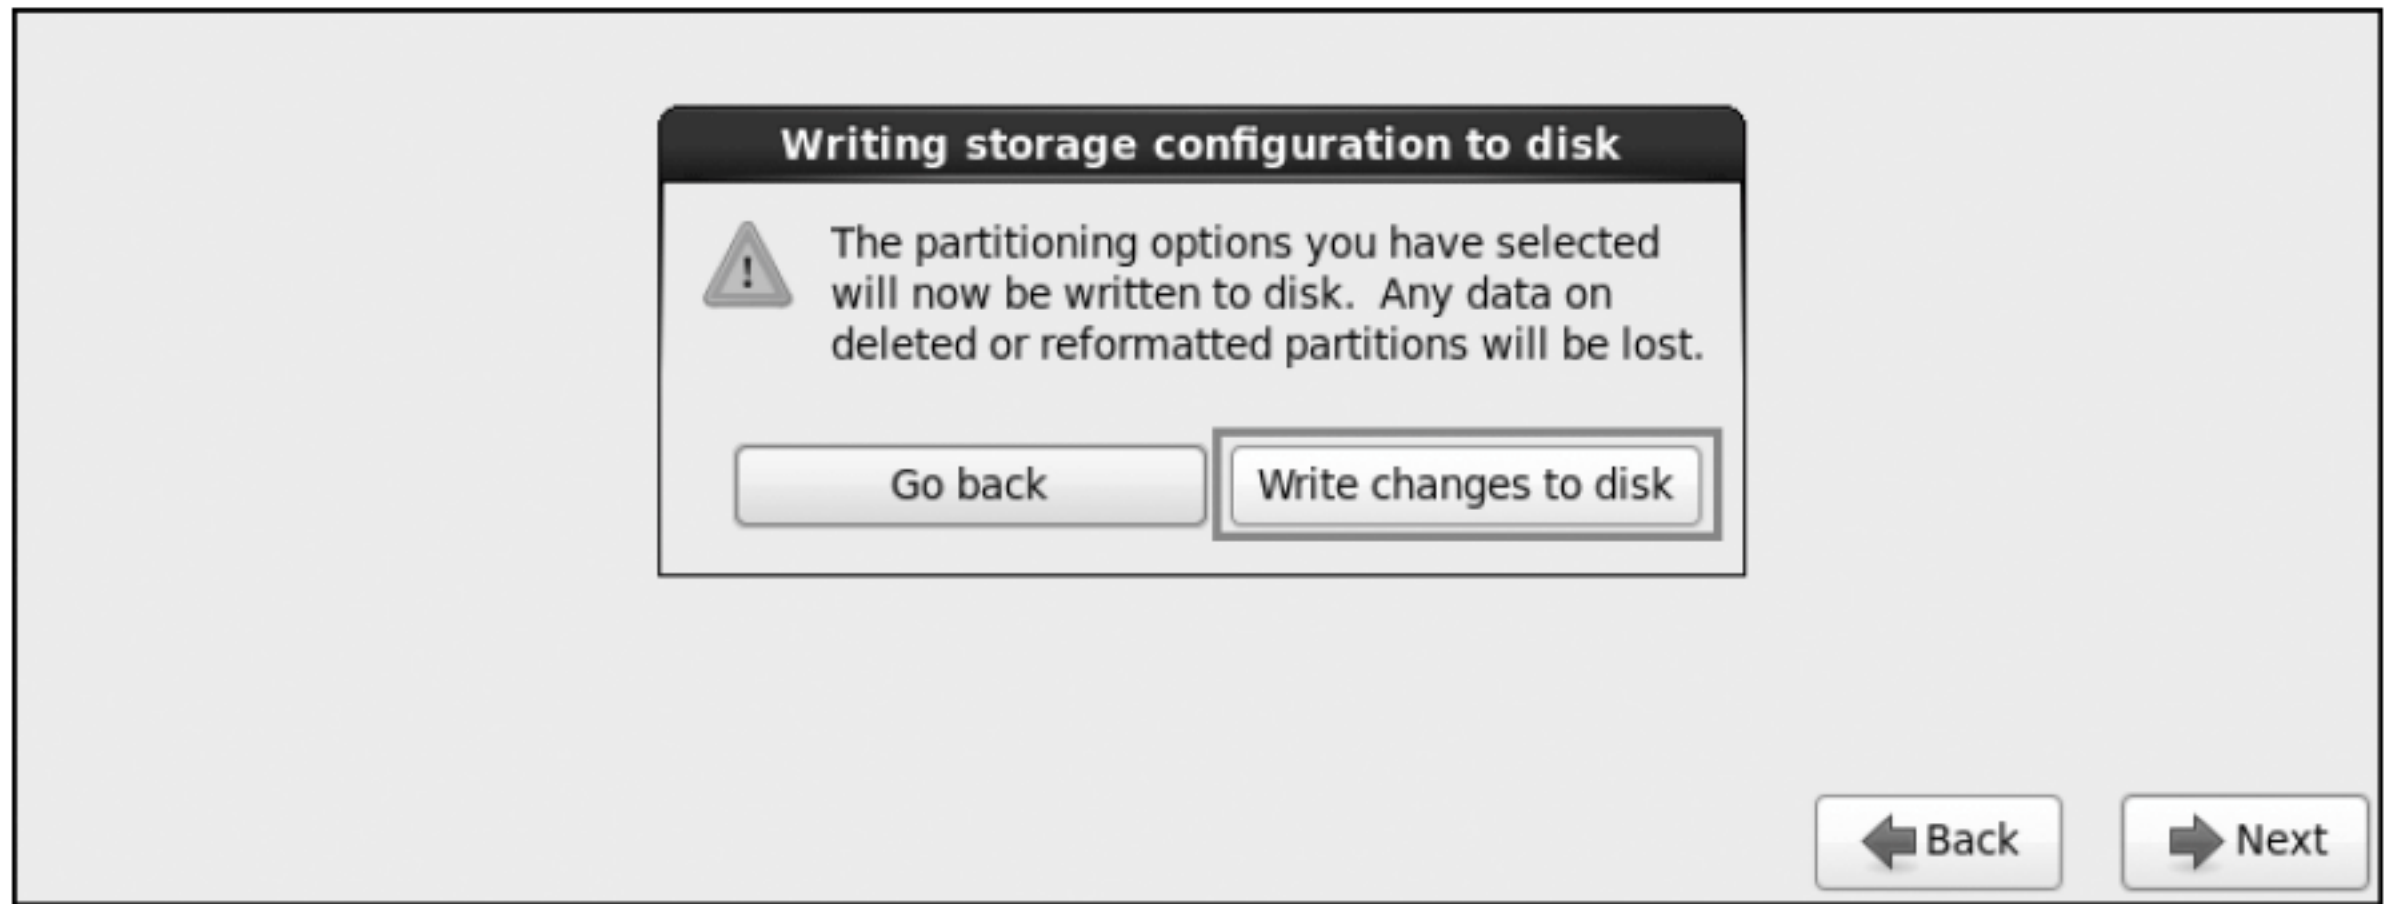 Writing storage configuration to disk
The partitioning options you have selected
will now be written to disk.  Any data on
deleted or reformatted partitions will be lost.
Go back
Write changes to disk
Back
Next